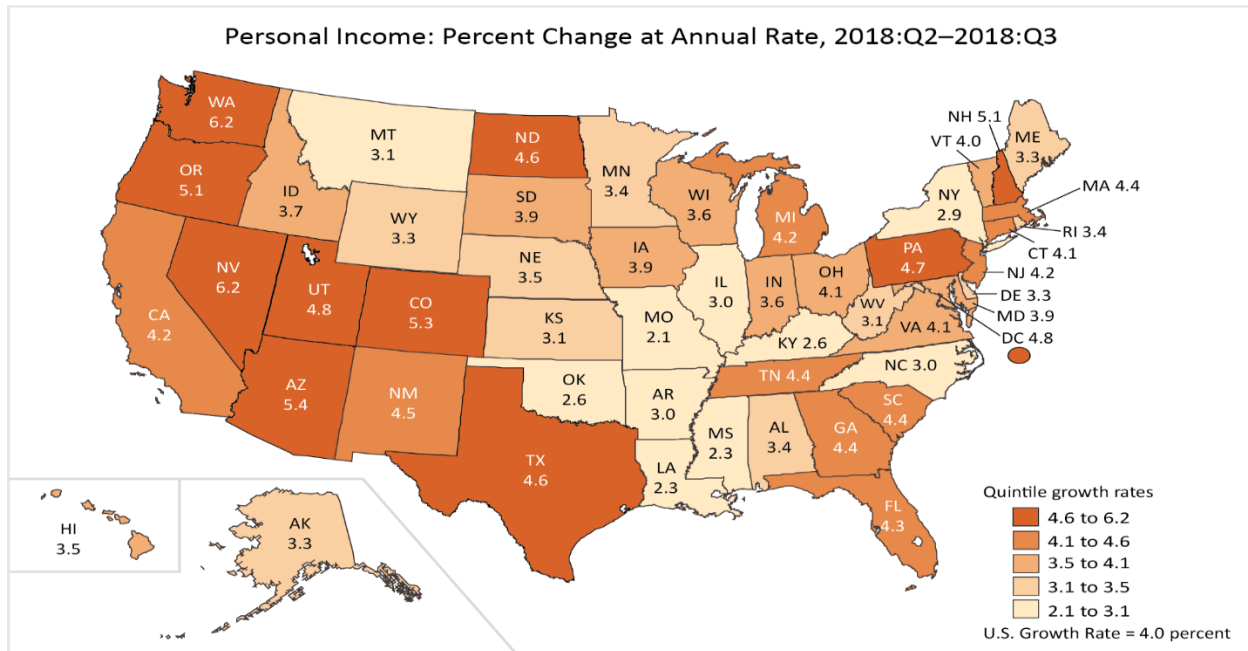 Personal Income: Percent Change at Annual Rate, 2018:Q2–2018:Q3
WA
6.2
OR
5.1
CA
4.2
NV
6.2
ID
3.7
MT
3.1
WY
3.3
UT
4.8
CO
5.3
AZ
5.4
NM
4.5
ND
4.6
SD
3.9
NE
3.5
KS
3.1
OK
2.6
TX
4.6
MN
3.4
IA
3.9
MO
2.1
AR
3.0
LA
2.3
WI
3.6
IL
3.0
MI
4.2
IN
3.6
OH
4.1
KY 2.6
TN 4.4
MS
2.3
AL
3.4
GA
4.4
FL
4.3
SC
4.4
NC 3.0
VA 4.1
WV
3.1
PA
4.7
NY
2.9
VT 4.0
NH 5.1
ME
3.3
MA 4.4
RI 3.4
CT 4.1
NJ 4.2
DE 3.3
MD 3.9
DC 4.8
HI
3.5
AK
3.3
Quintile growth rates
4.6 to 6.2
4.1 to 4.6
3.5 to 4.1
3.1 to 3.5
2.1 to 3.1
U.S. Growth Rate = 4.0 percent